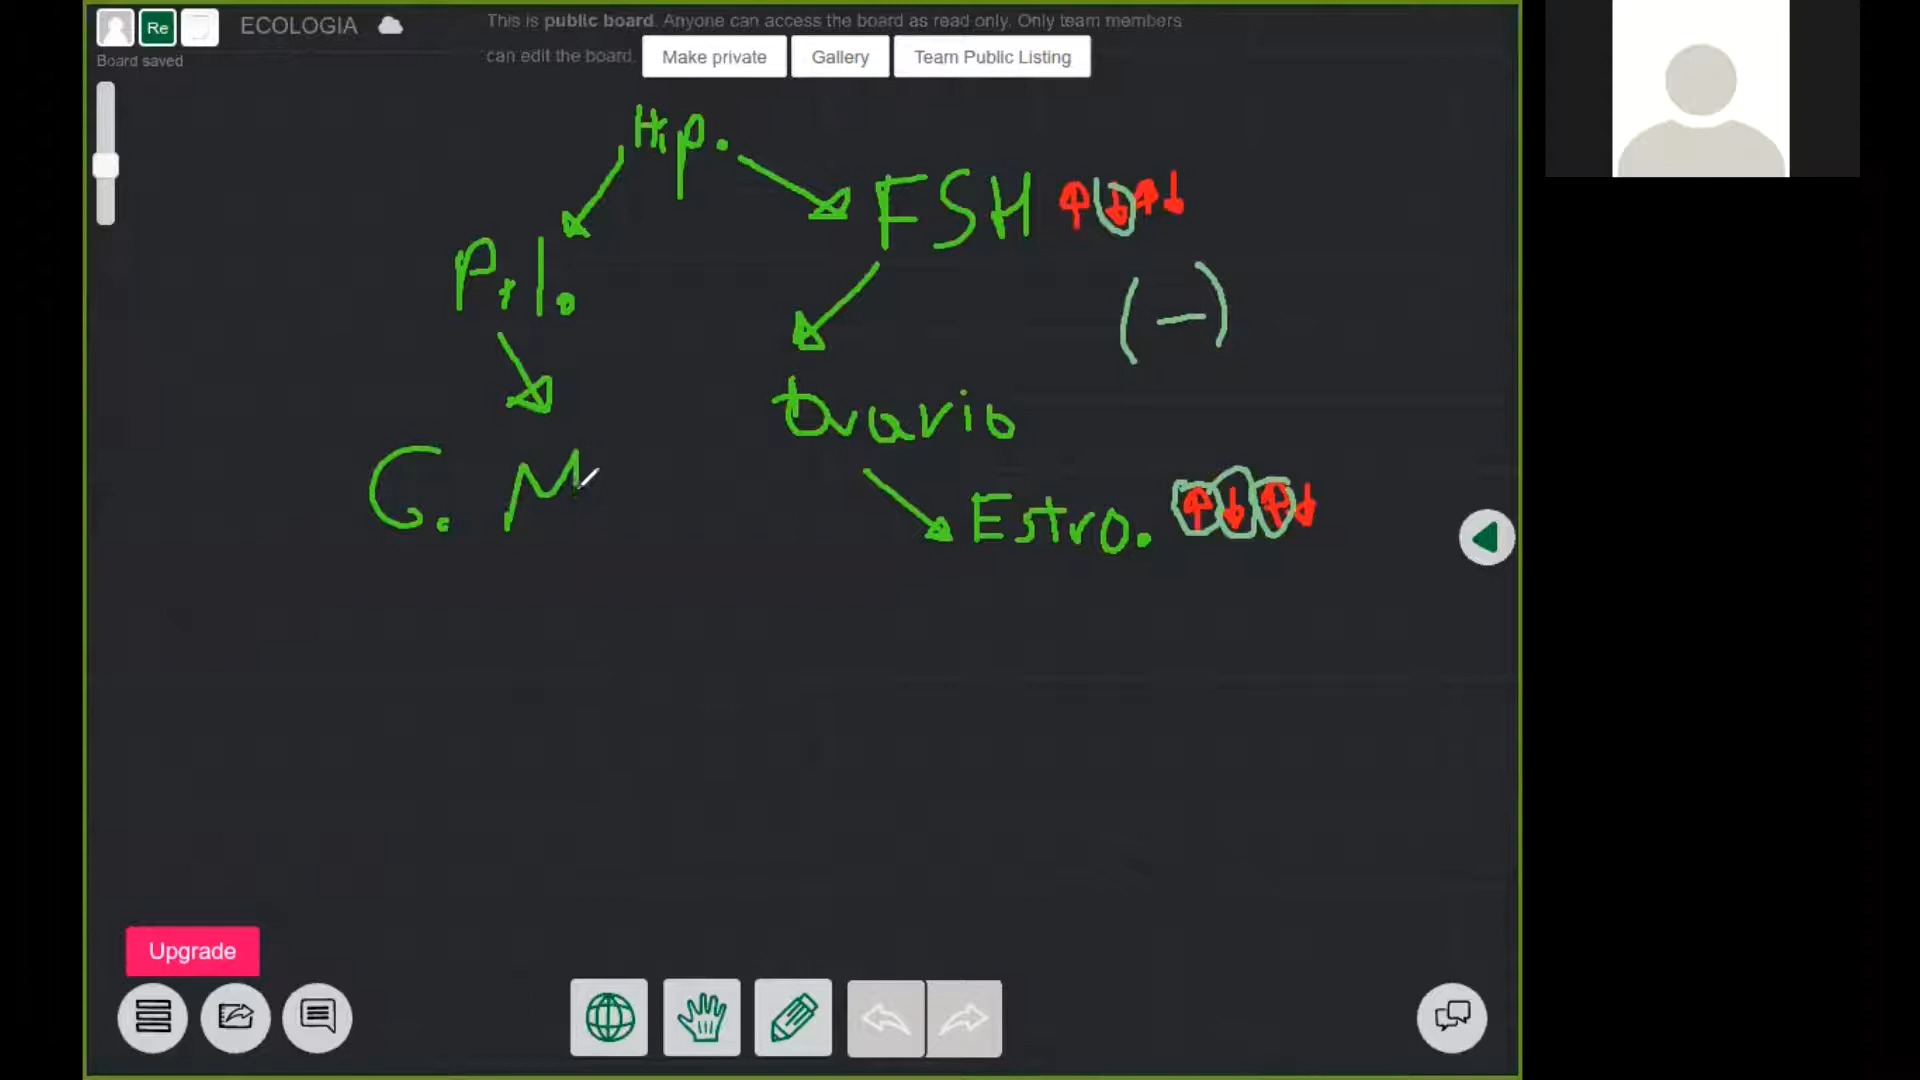 Re ECOLOGIA
Board saved
This is public board. Anyone can access the board as read only. Only team members
can edit the board.
Make private
Gallery
Team Public Listing
Hip.
FSH ↑↓↑↓
(-)
Ovario
G. M
Estro. ↑↓↑↓
Upgrade